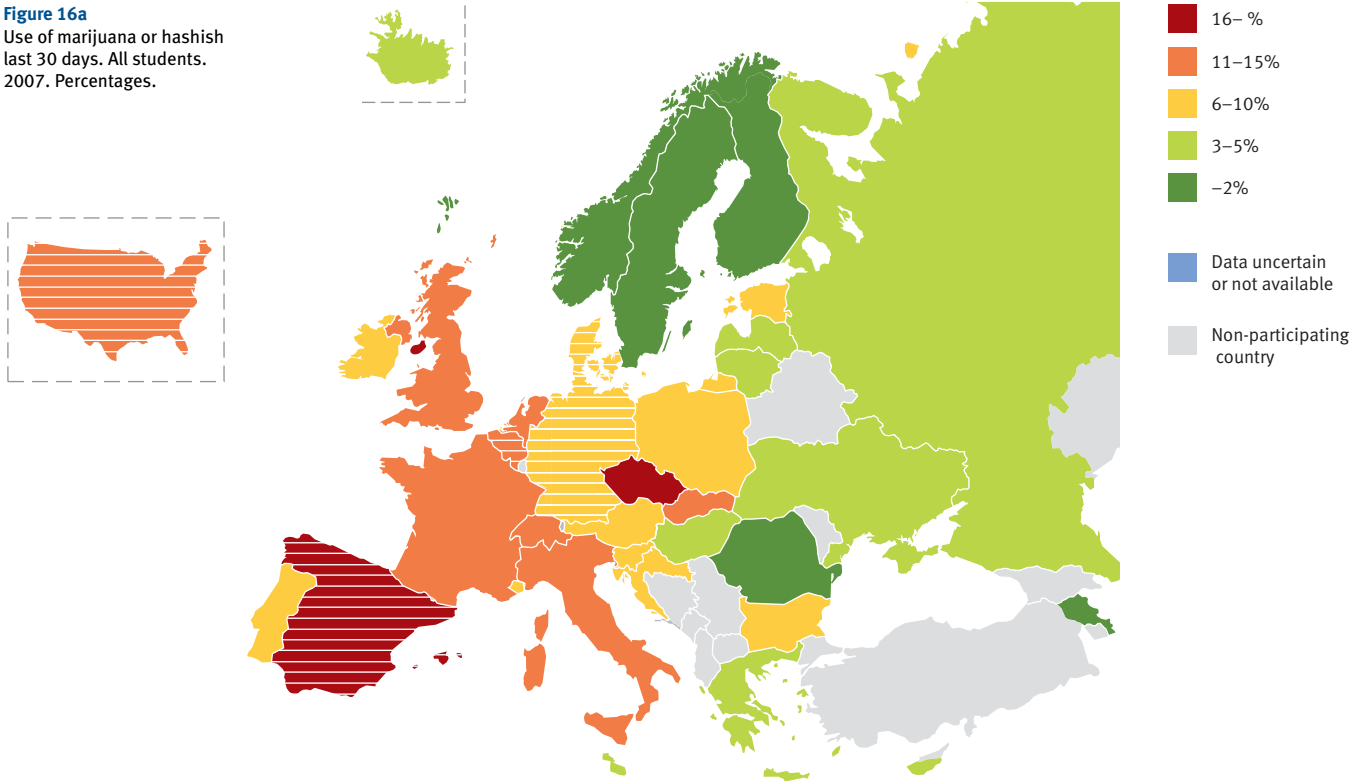 Figure 16a
Use of marijuana or hashish
last 30 days. All students.
2007. Percentages.
16– %
11–15%
6–10%
3–5%
–2%
Data uncertain
or not available
Non-participating
country